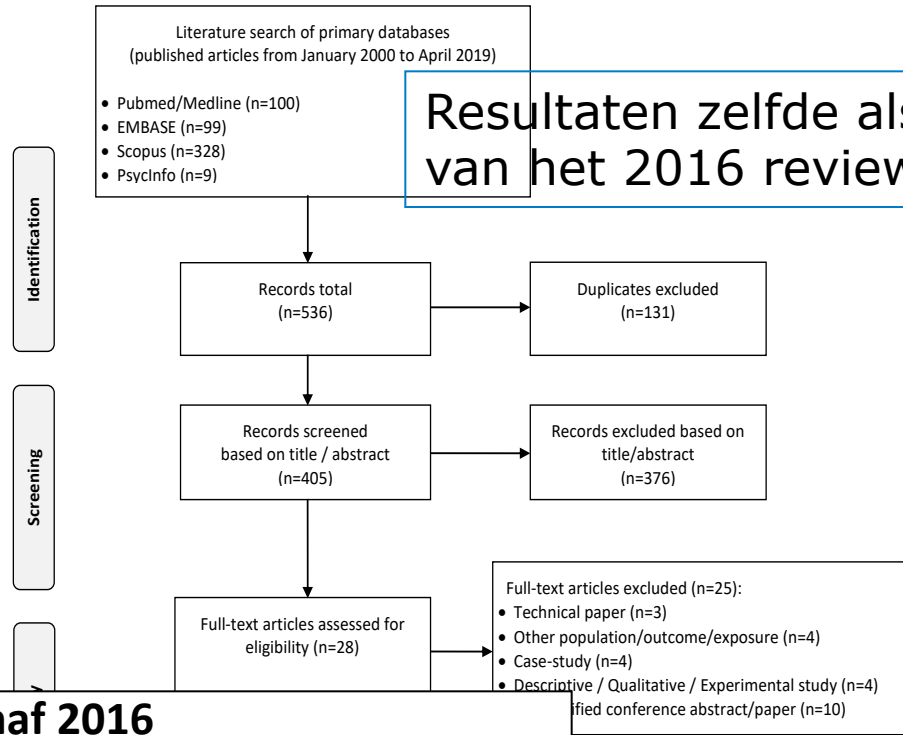 Literature search of primary databases
(published articles from January 2000 to April 2019)
• Pubmed/Medline (n=100)
• EMBASE (n=99)
• Scopus (n=328)
• PsycInfo (n=9)
Resultaten zelfde als
van het 2016 review
Identification
Records total
(n=536)
Duplicates excluded
(n=131)
Screening
Records screened
based on title / abstract
(n=405)
Records excluded based on
title/abstract
(n=376)
Full-text articles assessed for
eligibility (n=28)
Full-text articles excluded (n=25):
• Technical paper (n=3)
• Other population/outcome/exposure (n=4)
• Case-study (n=4)
• Descriptive / Qualitative / Experimental study (n=4)
conference abstract/paper (n=10)
2016